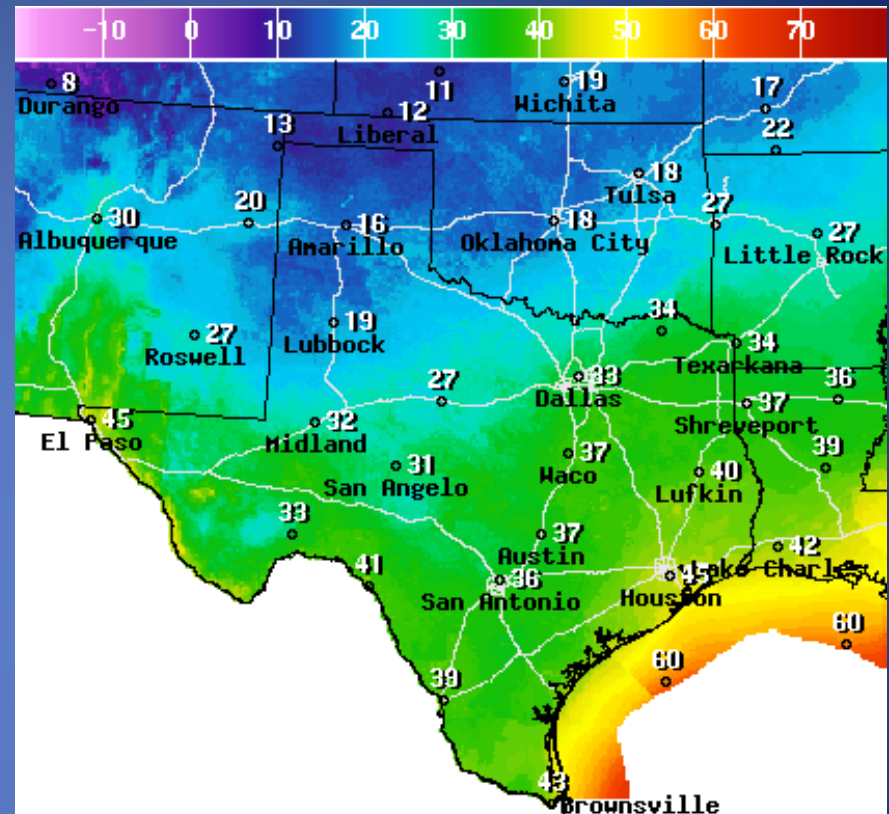 -10 0 10 20 30 40 50 60 70
8 Durango
11
12 Liberal
19 Wichita
17
13
22
18 Tulsa
30 Albuquerque
20
16 Amarillo
18 Oklahoma City
27
27 Little Rock
27 Roswell
19 Lubbock
34
34 Texarkana
33 Dallas
27
36
37 Shreveport
45 El Paso
32 Midland
31 San Angelo
37 Waco
40 Lufkin
39
33
37 Austin
42 Lake Charles
41
36 San Antonio
45 Houston
60
60
39
43 Brownsville